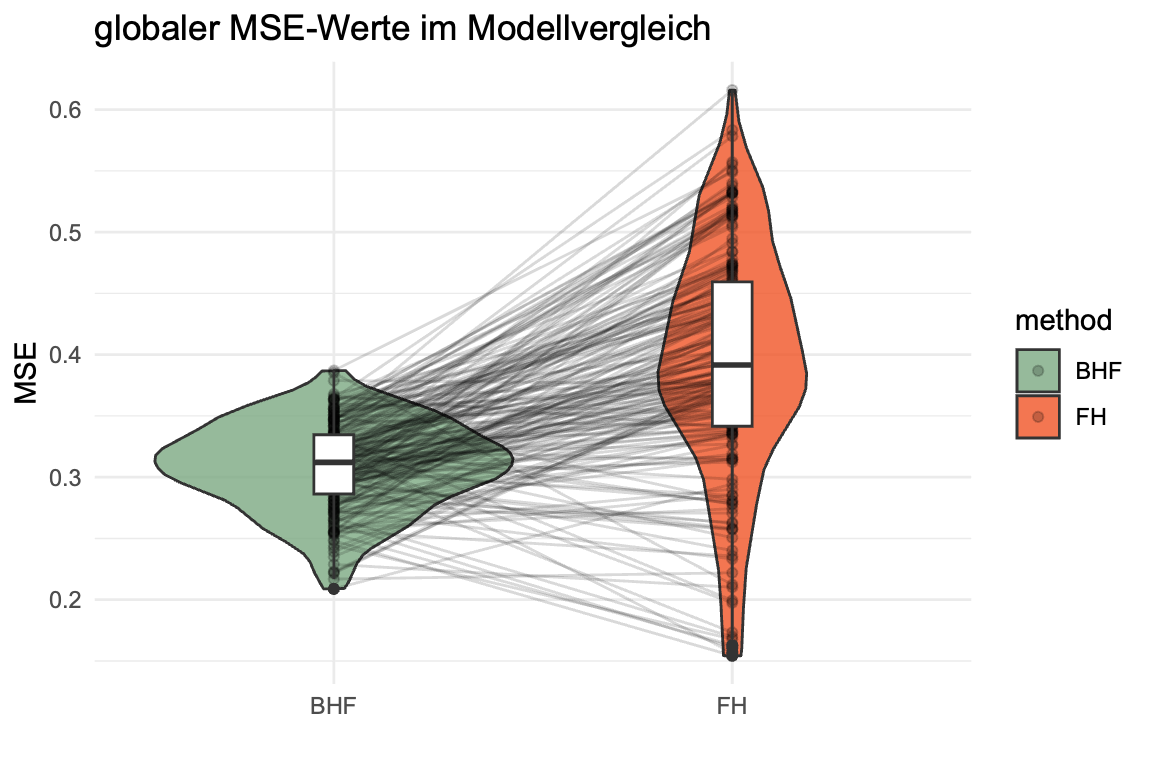 globaler MSE-Werte im Modellvergleich
0.6
0.5
0.4
0.3
0.2
MSE
BHF
FH
method
BHF
FH